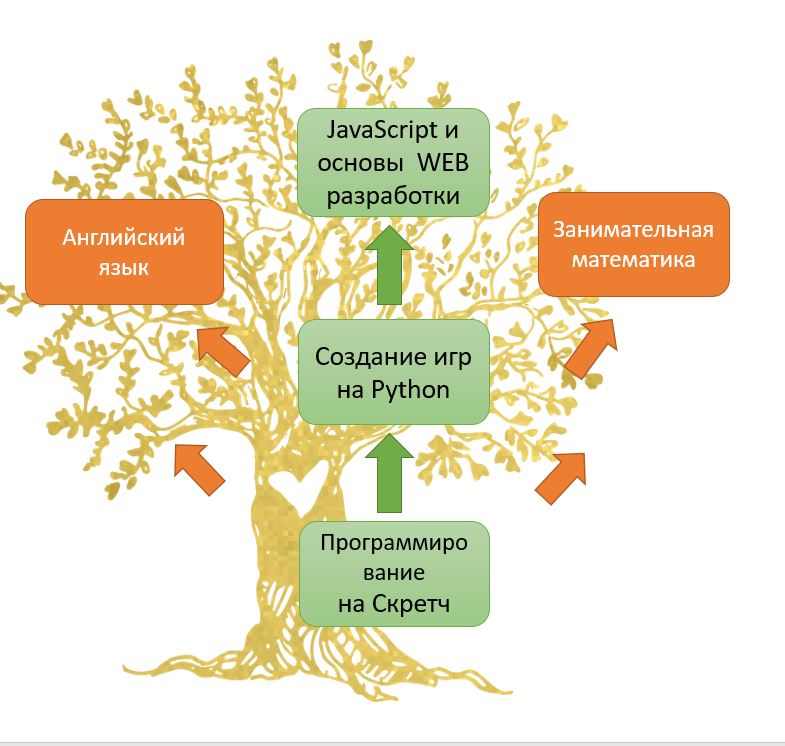 JavaScript и
основы WEB
разработки
Английский
язык
Занимательная
математика
Создание игр
на Python
Программиро
вание
на Скретч